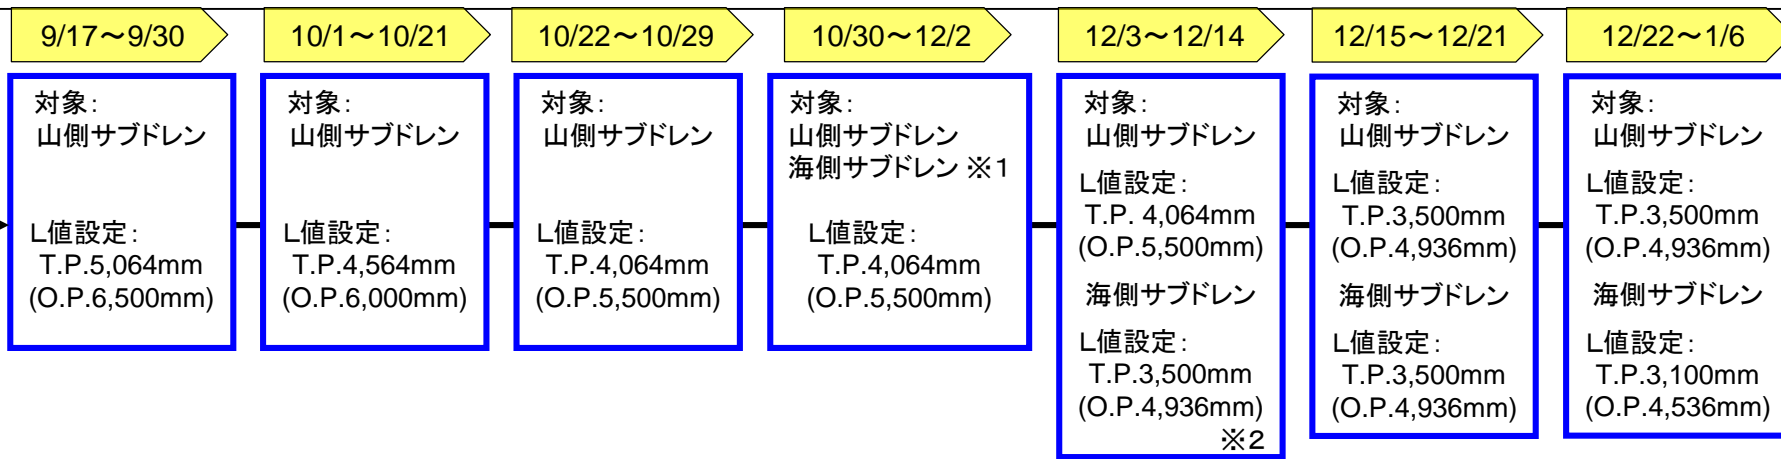 9/17～9/30
対象：
山側サブドレン
L値設定：
T.P.5,064mm
(O.P.6,500mm)
10/1～10/21
対象：
山側サブドレン
L値設定：
T.P.4,564mm
(O.P.6,000mm)
10/22～10/29
対象：
山側サブドレン
L値設定：
T.P.4,064mm
(O.P.5,500mm)
10/30～12/2
対象：
山側サブドレン
海側サブドレン ※1
L値設定：
T.P.4,064mm
(O.P.5,500mm)
12/3～12/14
対象：
山側サブドレン
L値設定：
T.P. 4,064mm
(O.P.5,500mm)
海側サブドレン
L値設定：
T.P.3,500mm
(O.P.4,936mm)
※2
12/15～12/21
対象：
山側サブドレン
L値設定：
T.P.3,500mm
(O.P.4,936mm)
海側サブドレン
L値設定：
T.P.3,500mm
(O.P.4,936mm)
12/22～1/6
対象：
山側サブドレン
L値設定：
T.P.3,500mm
(O.P.4,936mm)
海側サブドレン
L値設定：
T.P.3,100mm
(O.P.4,536mm)